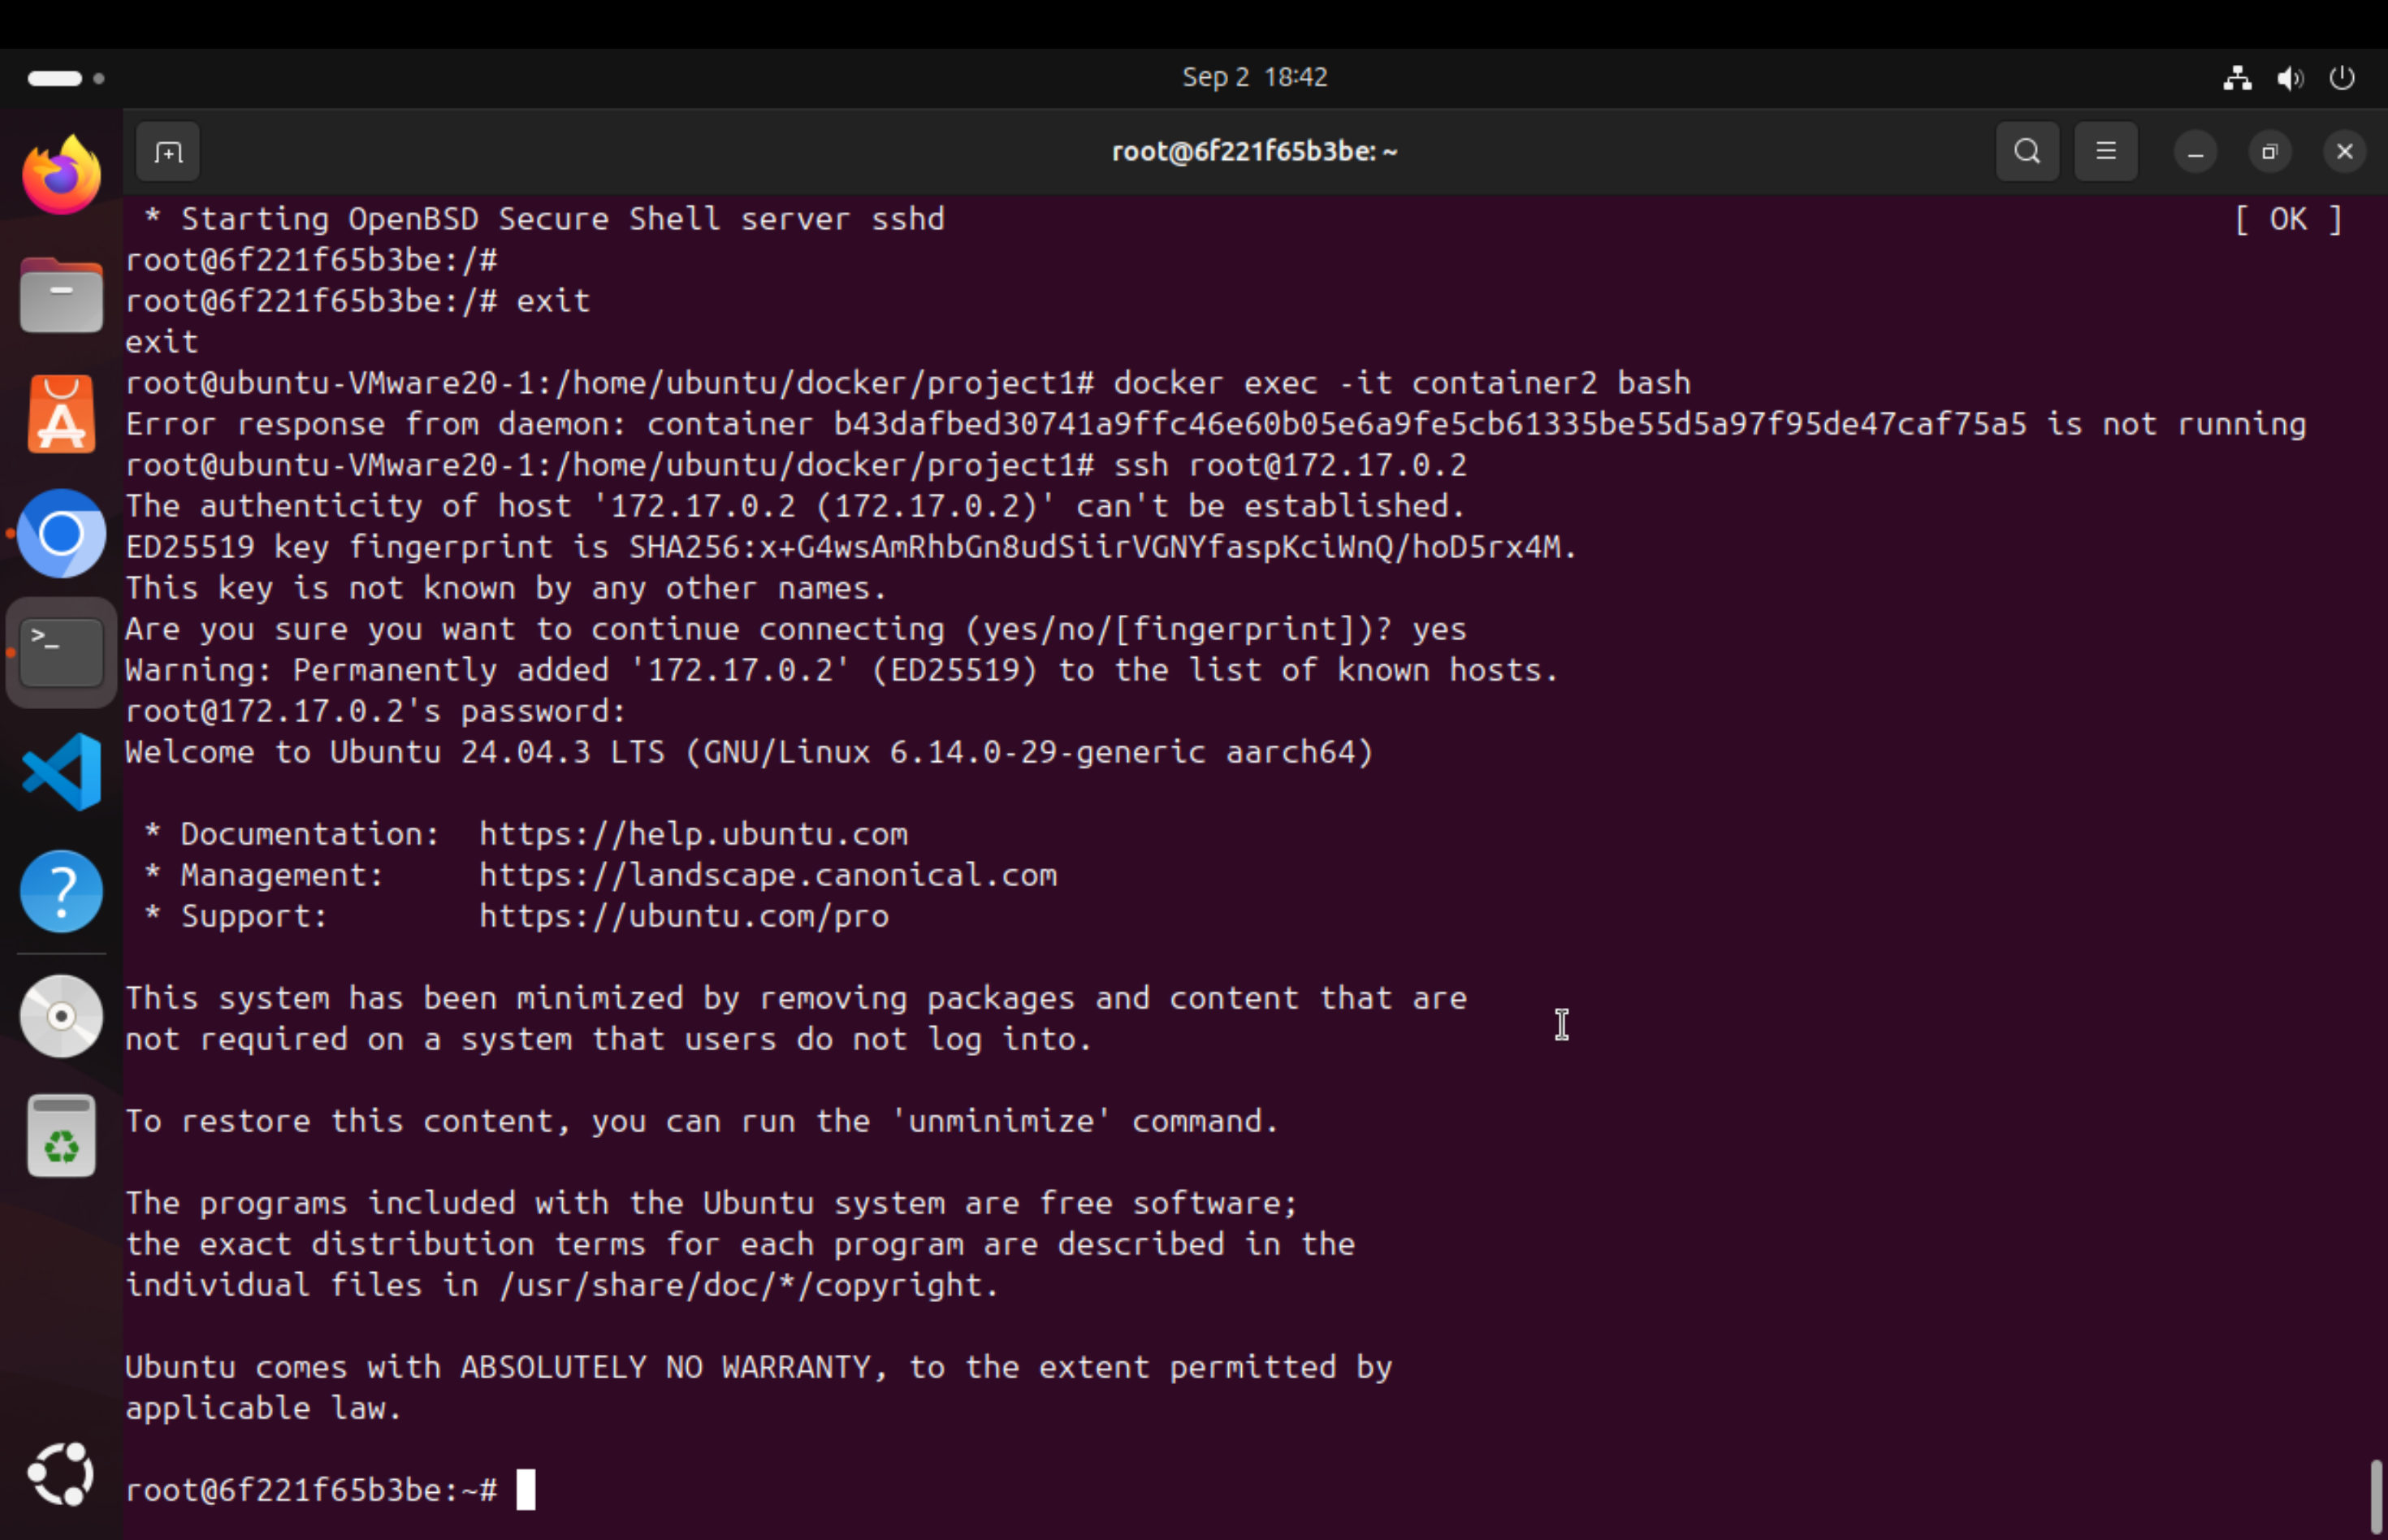 Sep 2 18:42
root@6f221f65b3be: ~
* Starting OpenBSD Secure Shell server sshd [ OK ]
root@6f221f65b3be:/#
root@6f221f65b3be:/# exit
exit
root@ubuntu-VMware20-1:/home/ubuntu/docker/project1# docker exec -it container2 bash
Error response from daemon: container b43dafbed30741a9ffc46e60b05e6a9fe5cb61335be55d5a97f95de47caf75a5 is not running
root@ubuntu-VMware20-1:/home/ubuntu/docker/project1# ssh root@172.17.0.2
The authenticity of host '172.17.0.2 (172.17.0.2)' can't be established.
ED25519 key fingerprint is SHA256:x+G4wsAmRhbGn8udSiirVGNYfaspKciWnQ/hoD5rx4M.
This key is not known by any other names.
Are you sure you want to continue connecting (yes/no/[fingerprint])? yes
Warning: Permanently added '172.17.0.2' (ED25519) to the list of known hosts.
root@172.17.0.2's password:
Welcome to Ubuntu 24.04.3 LTS (GNU/Linux 6.14.0-29-generic aarch64)
* Documentation: https://help.ubuntu.com
* Management: https://landscape.canonical.com
* Support: https://ubuntu.com/pro
This system has been minimized by removing packages and content that are
not required on a system that users do not log into.
To restore this content, you can run the 'unminimize' command.
The programs included with the Ubuntu system are free software;
the exact distribution terms for each program are described in the
individual files in /usr/share/doc/*/copyright.
Ubuntu comes with ABSOLUTELY NO WARRANTY, to the extent permitted by
applicable law.
root@6f221f65b3be:~#